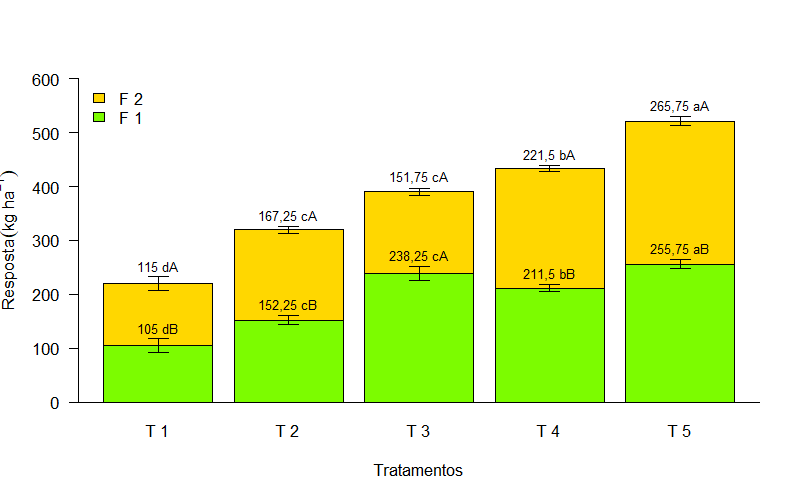 600
500
400
300
200
100
0
Resposta(kg ha⁻¹)
F 2
F 1
115 dA
105 dB
167,25 cA
152,25 cB
151,75 cA
238,25 cA
221,5 bA
211,5 bB
265,75 aA
255,75 aB
T 1 T 2 T 3 T 4 T 5
Tratamentos